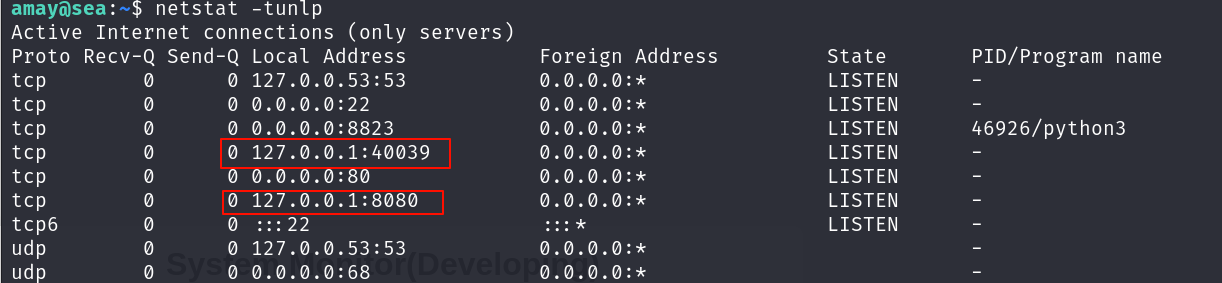 amay@sea:~$ netstat -tunlp
Active Internet connections (only servers)
Proto Recv-Q Send-Q Local Address           Foreign Address         State       PID/Program name
tcp        0      0 127.0.0.53:53           0.0.0.0:*               LISTEN      -
tcp        0      0 0.0.0.0:22              0.0.0.0:*               LISTEN      -
tcp        0      0 0.0.0.0:8823            0.0.0.0:*               LISTEN      46926/python3
tcp        0      0 127.0.0.1:40039         0.0.0.0:*               LISTEN      -
tcp        0      0 0.0.0.0:80              0.0.0.0:*               LISTEN      -
tcp        0      0 127.0.0.1:8080          0.0.0.0:*               LISTEN      -
tcp6       0      0 :::22                   :::*                    LISTEN      -
udp        0      0 127.0.0.53:53           0.0.0.0:*                           -
udp        0      0 0.0.0.0:68              0.0.0.0:*                           -
System Monitor(Developing)